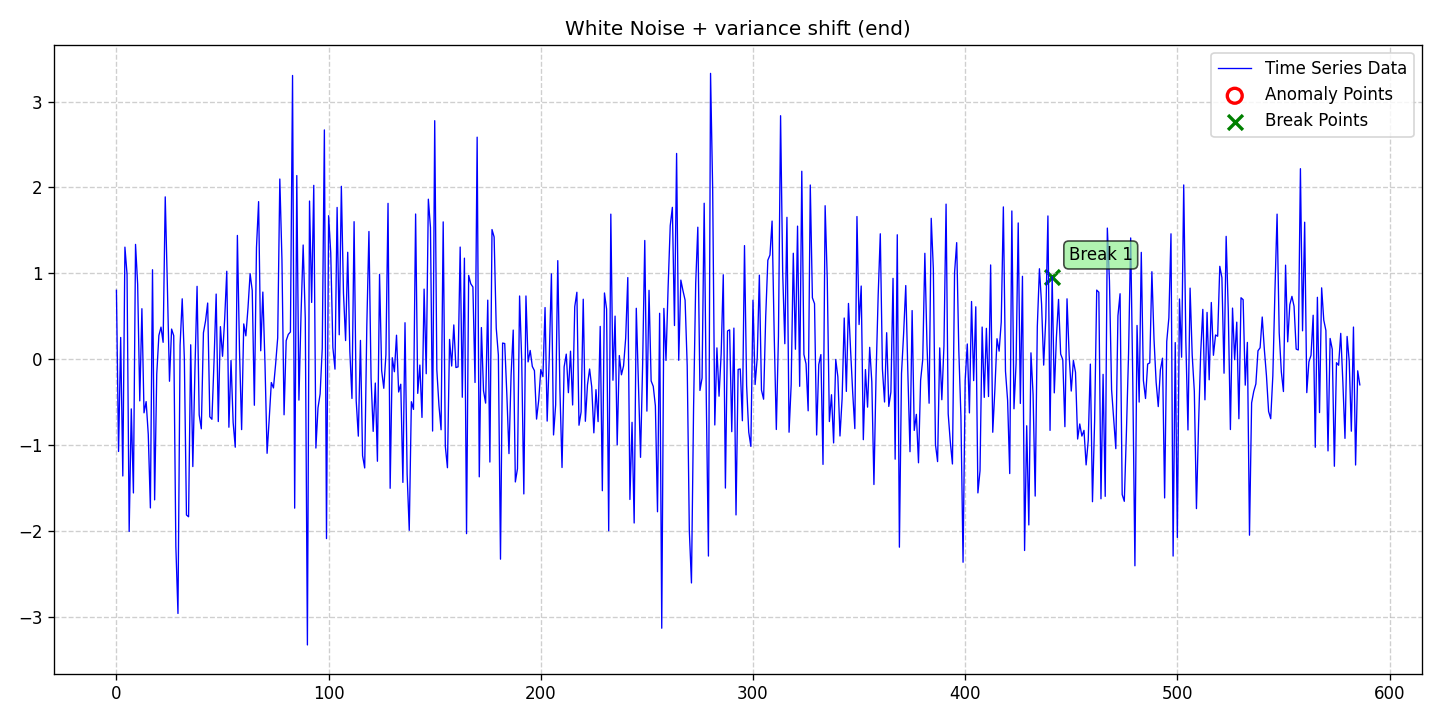 White Noise + variance shift (end)
Time Series Data
Anomaly Points
Break Points
Break 1
3
2
1
0
−1
−2
−3
0
100
200
300
400
500
600